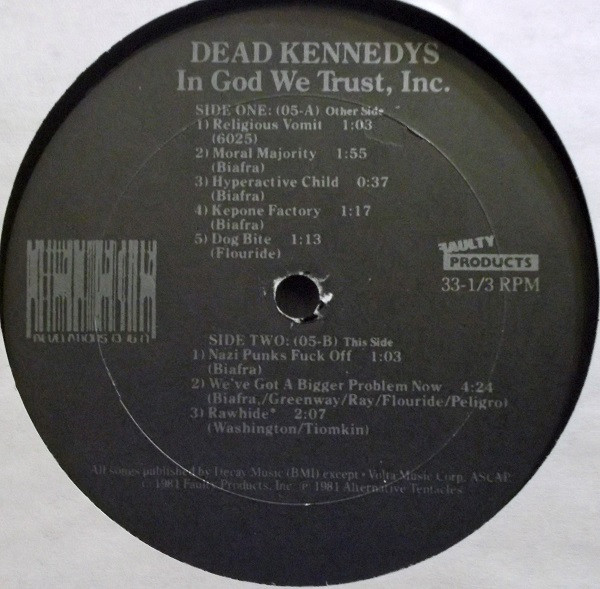 DEAD KENNEDYS
In God We Trust, Inc.
SIDE ONE: (05-A) Other Side
1) Religious Vomit 1:03
(6025)
2) Moral Majority 1:55
(Biafra)
3) Hyperactive Child 0:37
(Biafra)
4) Kepone Factory 1:17
(Biafra)
5) Dog Bite 1:13
(Flouride)
FAULTY
PRODUCTS
33-1/3 RPM
REVELATIONS 13 16 17
SIDE TWO: (05-B) This Side
1) Nazi Punks Fuck Off 1:03
(Biafra)
2) We've Got A Bigger Problem Now 4:24
(Biafra,/Greenway/Ray/Flouride/Peligro)
3) Rawhide* 2:07
(Washington/Tiomkin)
All songs published by Decay Music (BMI) except * Volta Music Corp. ASCAP.
© 1981 Faulty Products, Inc. ℗ 1981 Alternative Tentacles